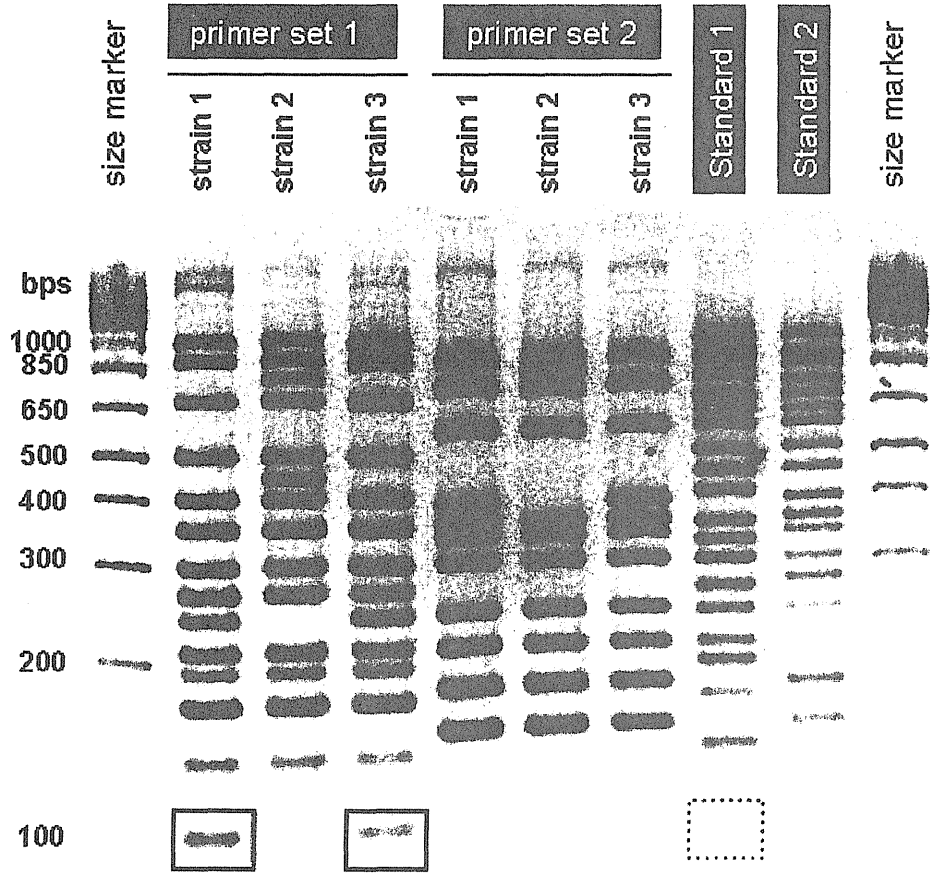 primer set 1
primer set 2
size marker
strain 1
strain 2
strain 3
strain 1
strain 2
strain 3
Standard 1
Standard 2
size marker
bps
1000
850
650
500
400
300
200
100